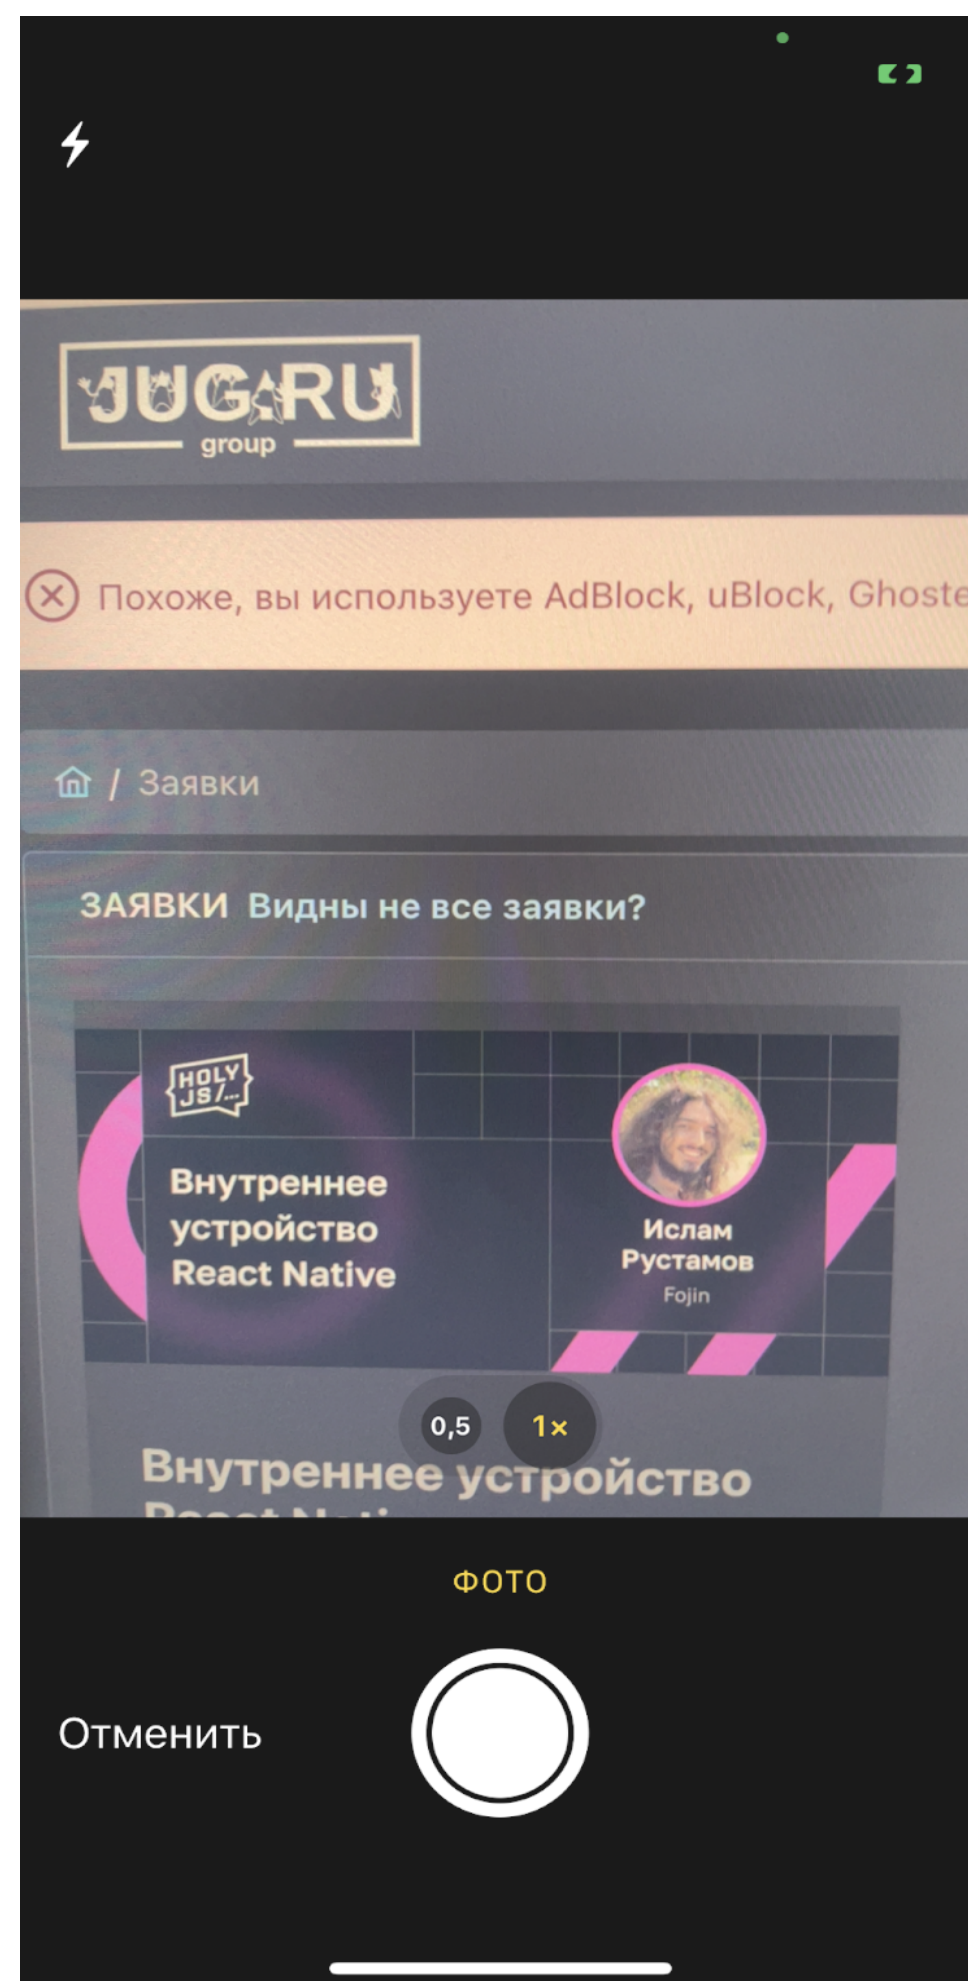 JUG.RU
group
Похоже, вы используете AdBlock, uBlock,
/ Заявки
ЗАЯВКИ Видны не все заявки?
HOLY
JS/...
Внутреннее
устройство
React Native
Ислам
Рустамов
Fojin
0,5 1×
Внутреннее устройство
ФОТО
Отменить